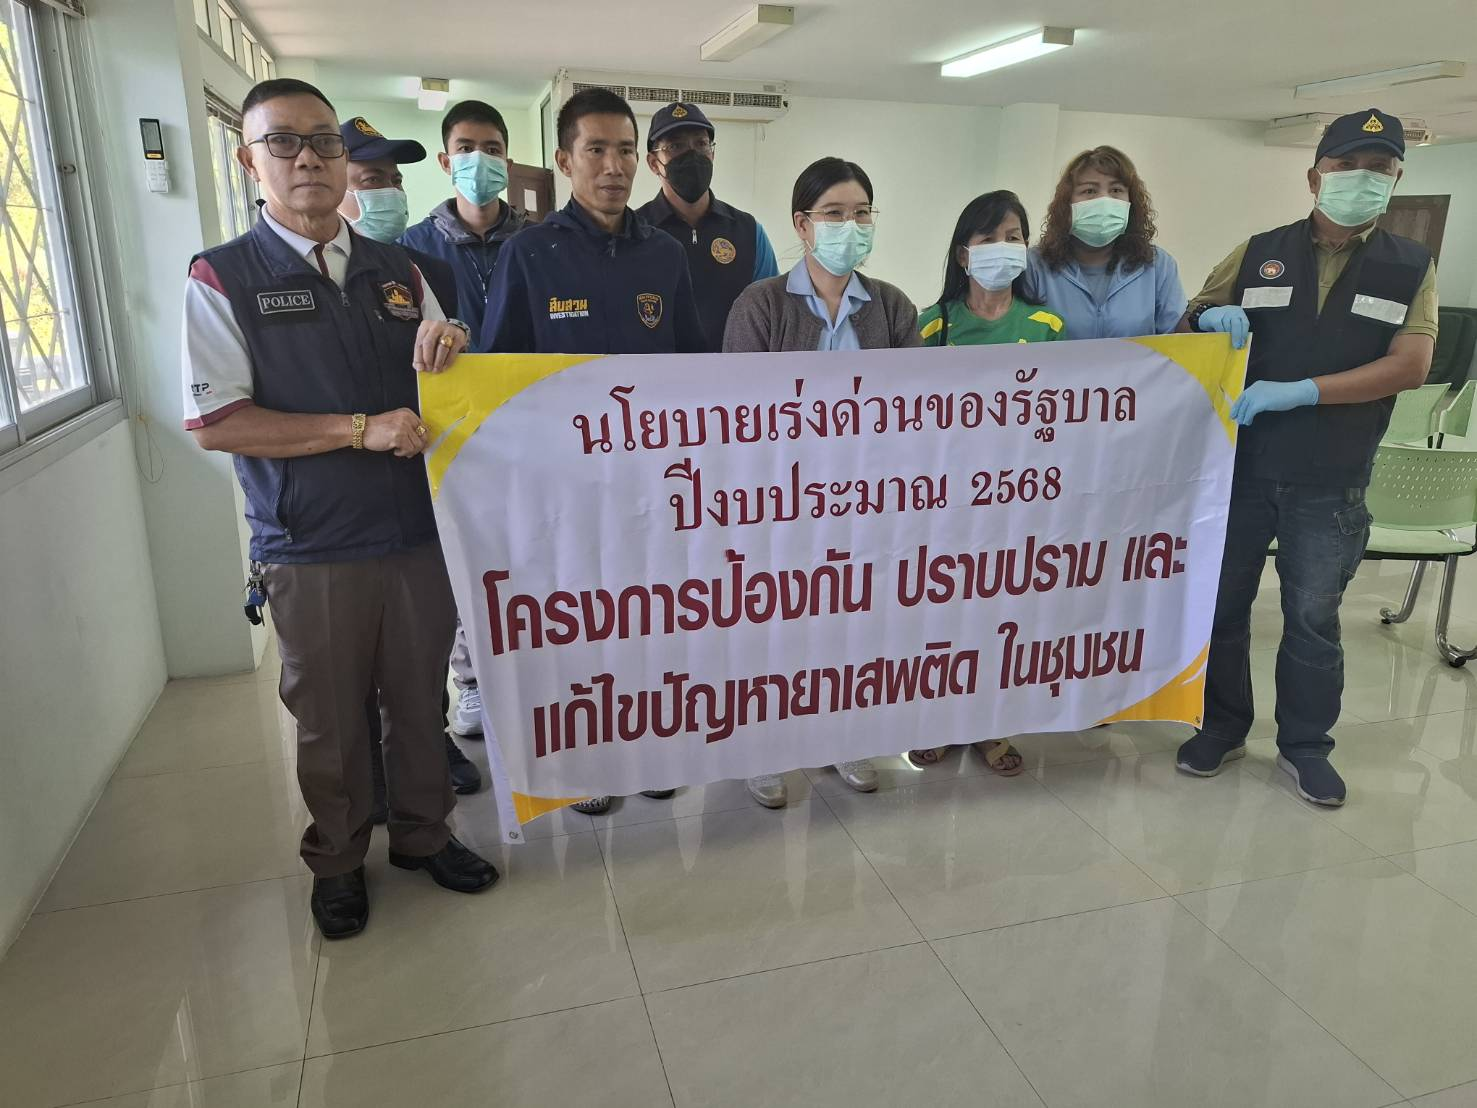 POLICE
สืบสวน
INVESTIGATION
นโยบายเร่งด่วนของรัฐบาล
ปีงบประมาณ 2568
โครงการป้องกัน ปราบปราม และ
แก้ไขปัญหายาเสพติด ในชุมชน